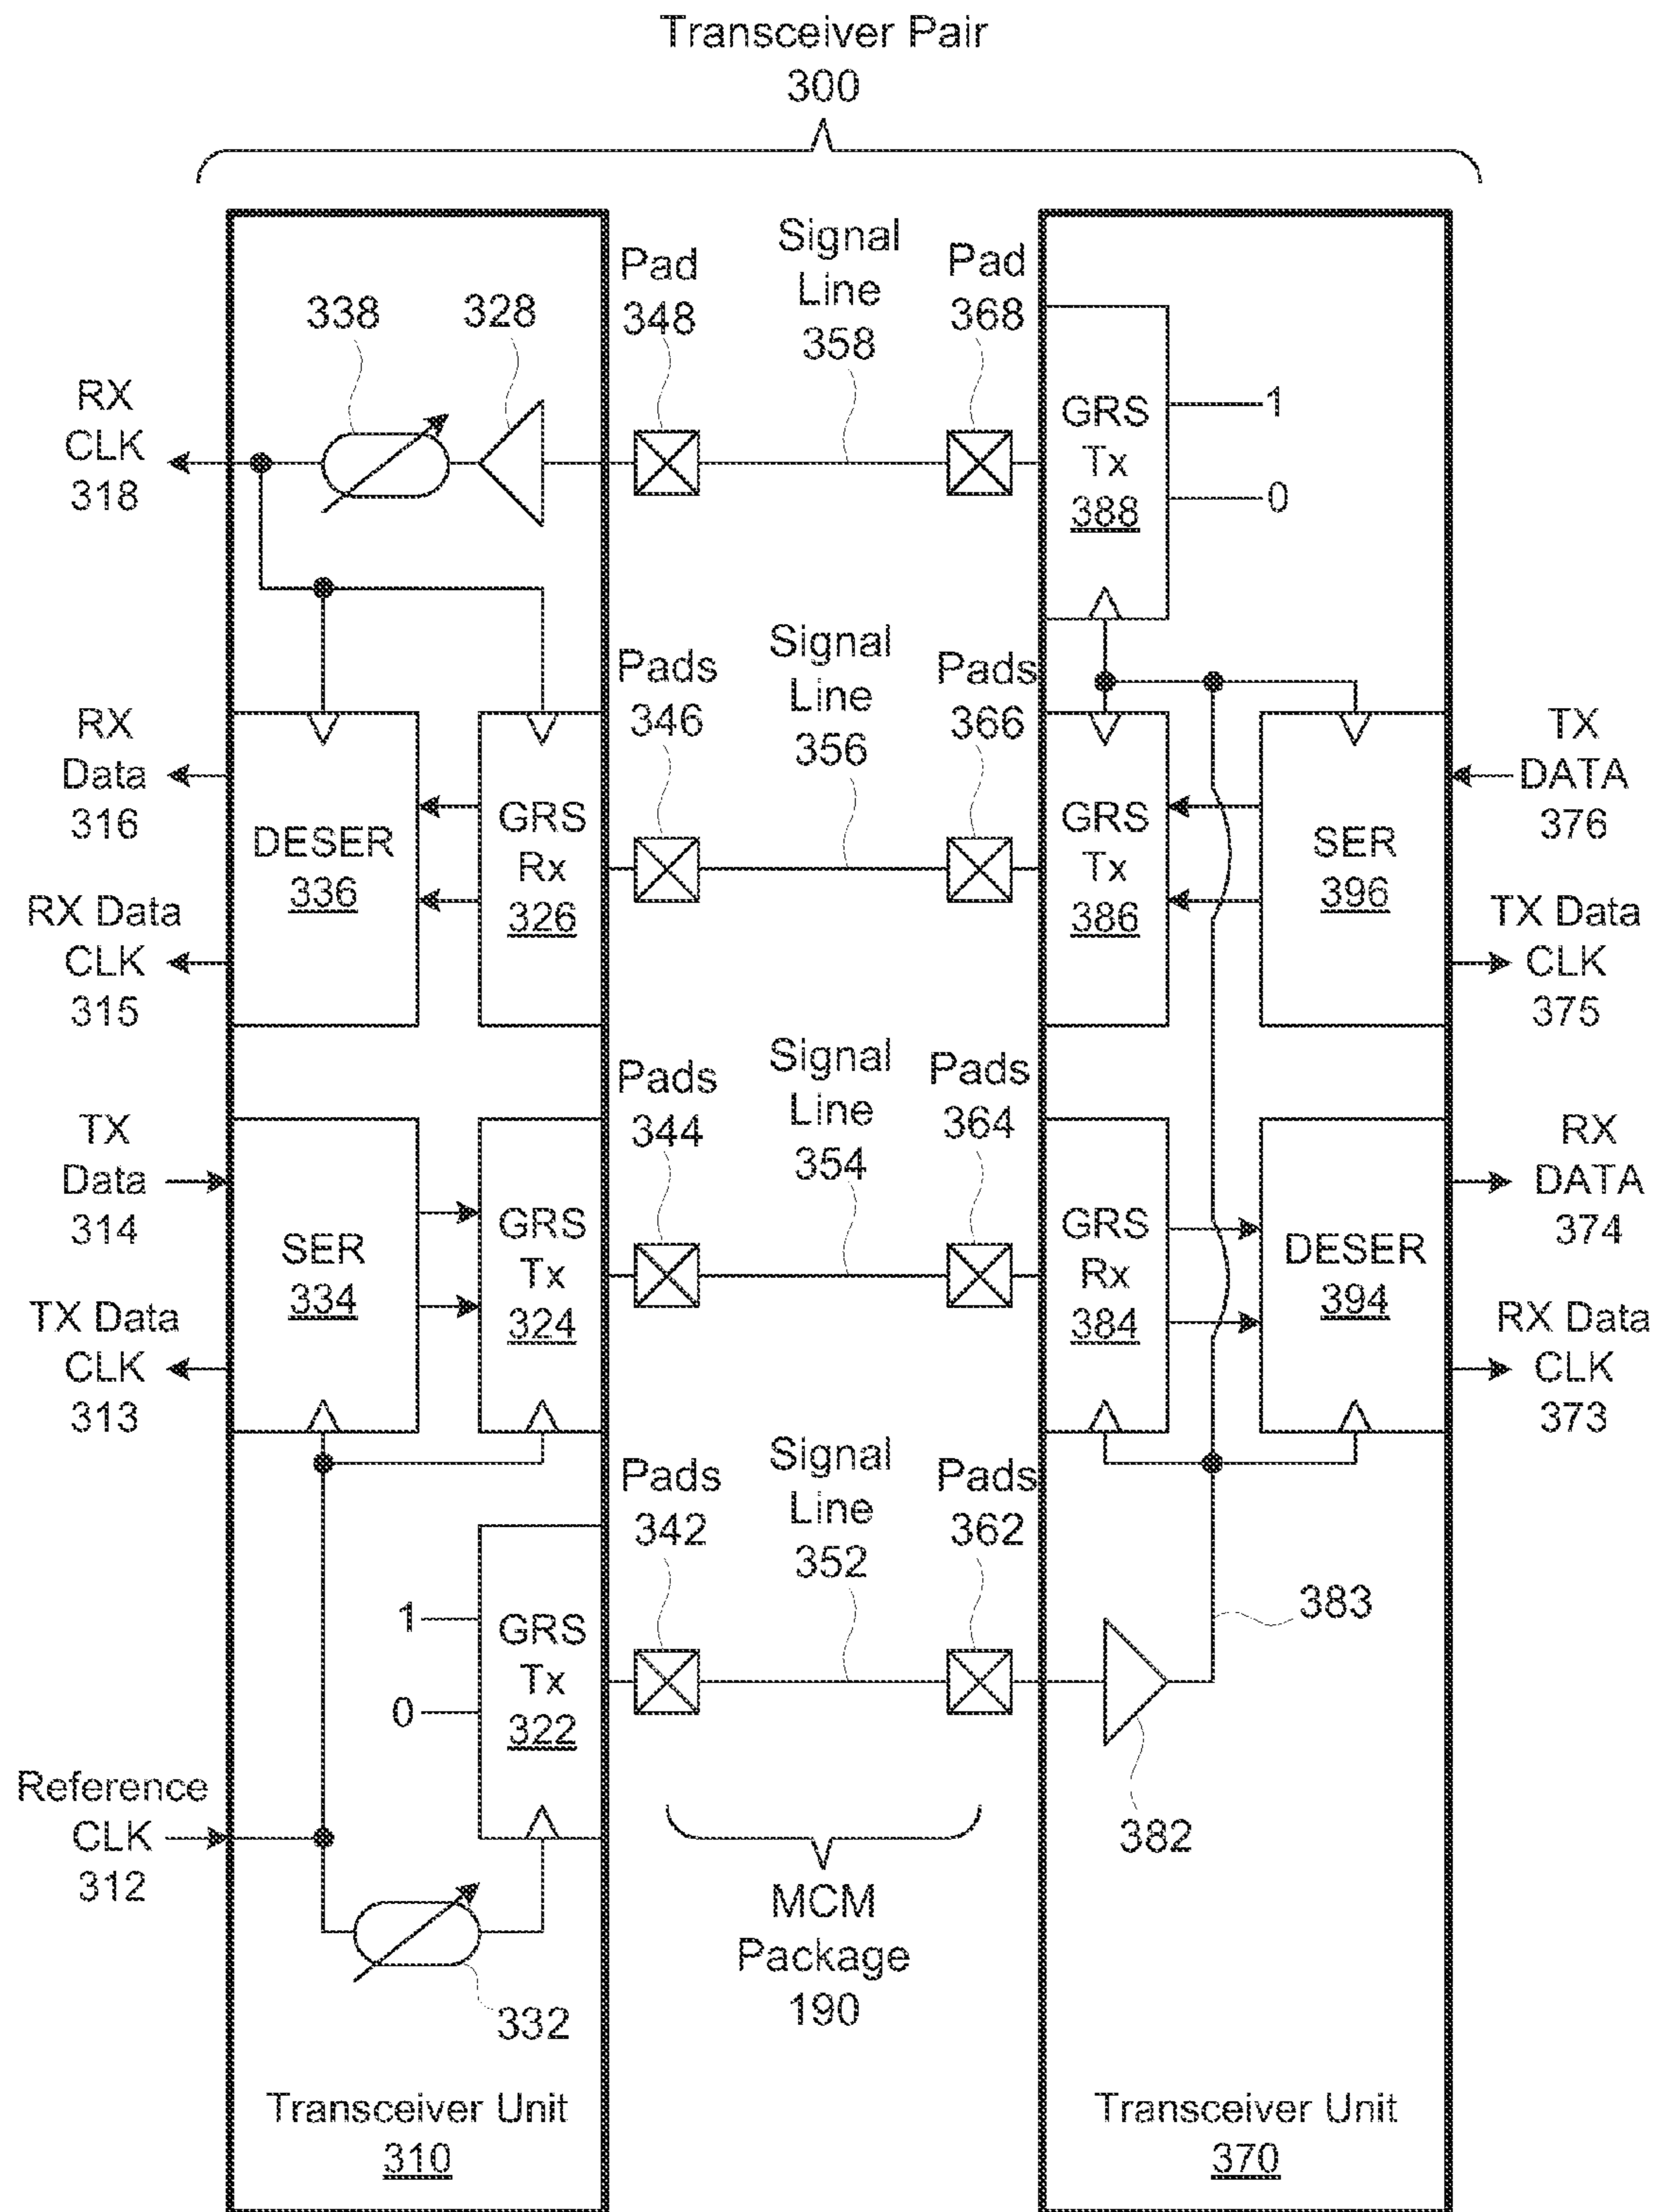 Transceiver Pair
300
338
328
Pad
348
Signal
Line
358
Pad
368
RX
CLK
318
GRS
Tx
388
1
0
Pads
346
Signal
Line
356
Pads
366
RX
Data
316
RX Data
CLK
315
DESER
336
GRS
Rx
326
GRS
Tx
386
SER
396
TX
DATA
376
TX Data
CLK
375
Pads
344
Signal
Line
354
Pads
364
TX
Data
314
TX Data
CLK
313
SER
334
GRS
Tx
324
GRS
Rx
384
DESER
394
RX
DATA
374
RX Data
CLK
373
Pads
342
Signal
Line
352
Pads
362
1
0
GRS
Tx
322
383
382
Reference
CLK
312
332
MCM
Package
190
Transceiver Unit
310
Transceiver Unit
370